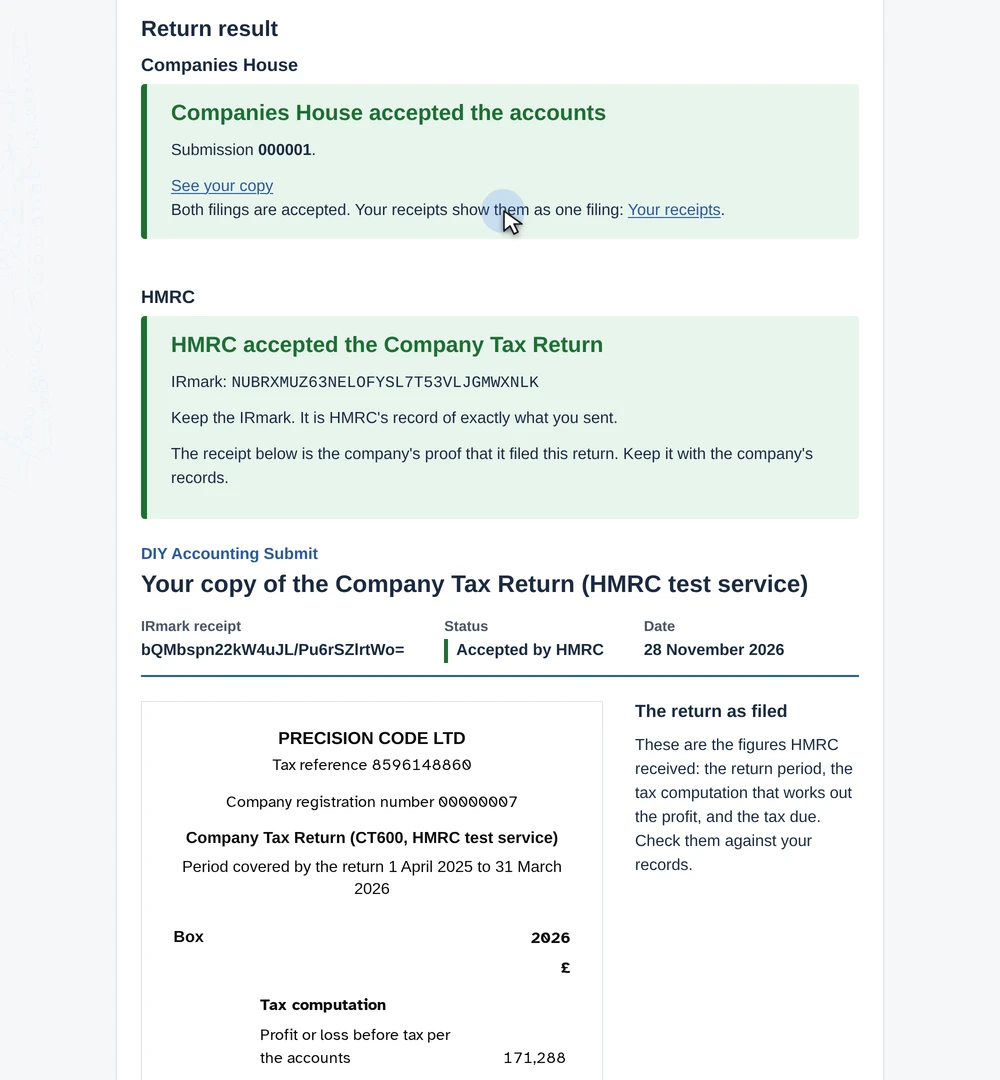 Return result
Companies House
Companies House accepted the accounts
Submission 000001.
See your copy
Both filings are accepted. Your receipts show them as one filing: Your receipts.
HMRC
HMRC accepted the Company Tax Return
IRmark: NUBRXMUZ63NELOFYSL7T53VLJGMWXNLK
Keep the IRmark. It is HMRC's record of exactly what you sent.
The receipt below is the company's proof that it filed this return. Keep it with the company's
records.
DIY Accounting Submit
Your copy of the Company Tax Return (HMRC test service)
IRmark receipt
bQMbspn22kW4uJL/Pu6rSZlrtWo=
Status
Accepted by HMRC
Date
28 November 2026
PRECISION CODE LTD
Tax reference 8596148860
Company registration number 00000007
Company Tax Return (CT600, HMRC test service)
Period covered by the return 1 April 2025 to 31 March
2026
Box 2026
£
Tax computation
Profit or loss before tax per
the accounts 171,288
The return as filed
These are the figures HMRC
received: the return period, the
tax computation that works out
the profit, and the tax due.
Check them against your
records.